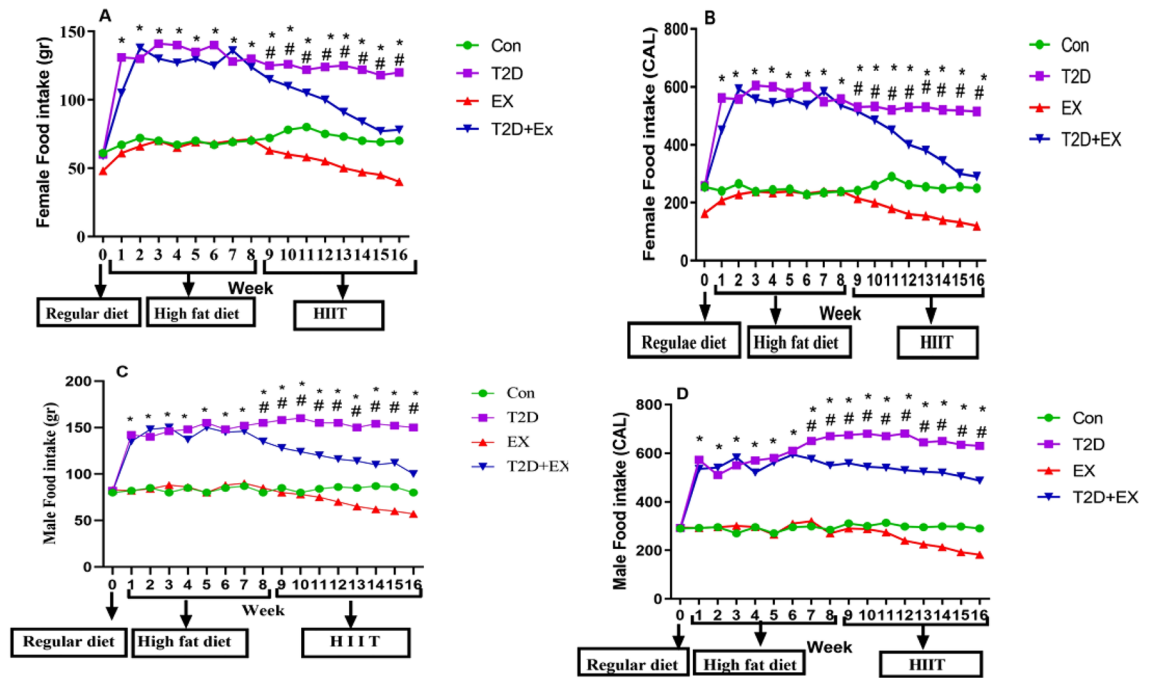 A
Female Food intake (gr)
150
100
50
0
* * * * * * * * * * * * * * * *
# # # # # # # #
0 1 2 3 4 5 6 7 8 9 10 11 12 13 14 15 16
Week
Regular diet
High fat diet
HIIT
Con
T2D
EX
T2D+Ex
B
Female Food intake (CAL)
800
600
400
200
0
* * * * * * * * * * * * * * * *
# # # # # # # #
0 1 2 3 4 5 6 7 8 9 10 11 12 13 14 15 16
Week
Regulae diet
High fat diet
HIIT
Con
T2D
EX
T2D+EX
C
Male Food intake (gr)
200
150
100
50
0
* * * * * * * * * * * * * * * *
# # # # # # # # #
0 1 2 3 4 5 6 7 8 9 10 11 12 13 14 15 16
Week
Regular diet
High fat diet
H I I T
Con
T2D
EX
T2D+EX
D
Male Food intake (CAL)
800
600
400
200
0
* * * * * * * * * * * * * * * *
# # # # # # # # # #
0 1 2 3 4 5 6 7 8 9 10 11 12 13 14 15 16
Week
Regular diet
High fat diet
HIIT
Con
T2D
EX
T2D+EX